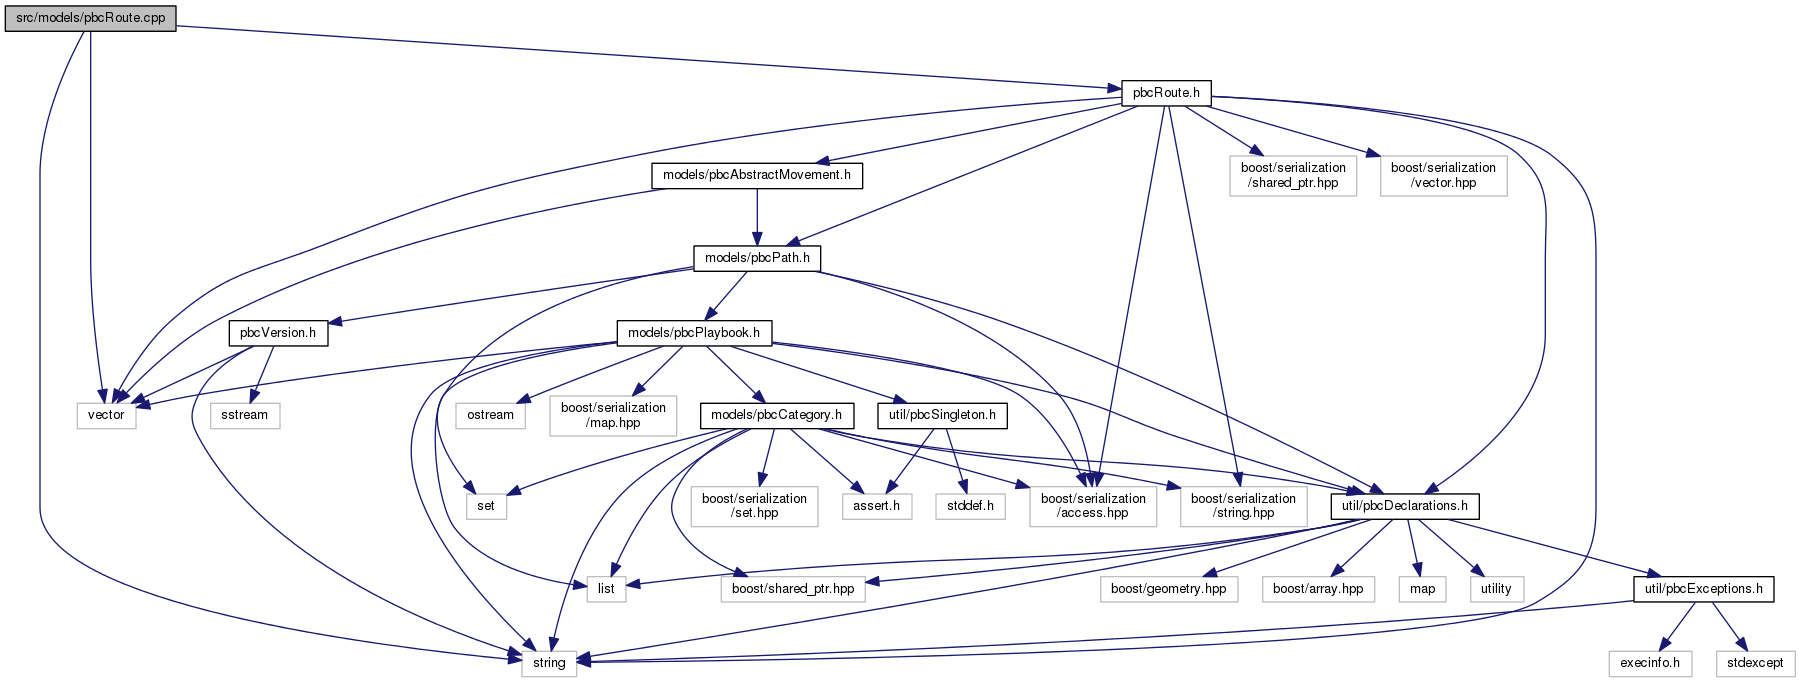 src/models/pbcRoute.cpp
pbcRoute.h
models/pbcAbstractMovement.h
boost/serialization
/shared_ptr.hpp
boost/serialization
/vector.hpp
models/pbcPath.h
pbcVersion.h
models/pbcPlaybook.h
vector
sstream
ostream
boost/serialization
/map.hpp
models/pbcCategory.h
util/pbcSingleton.h
set
boost/serialization
/set.hpp
assert.h
stddef.h
boost/serialization
/access.hpp
boost/serialization
/string.hpp
util/pbcDeclarations.h
list
boost/shared_ptr.hpp
boost/geometry.hpp
boost/array.hpp
map
utility
util/pbcExceptions.h
string
execinfo.h
stdexcept